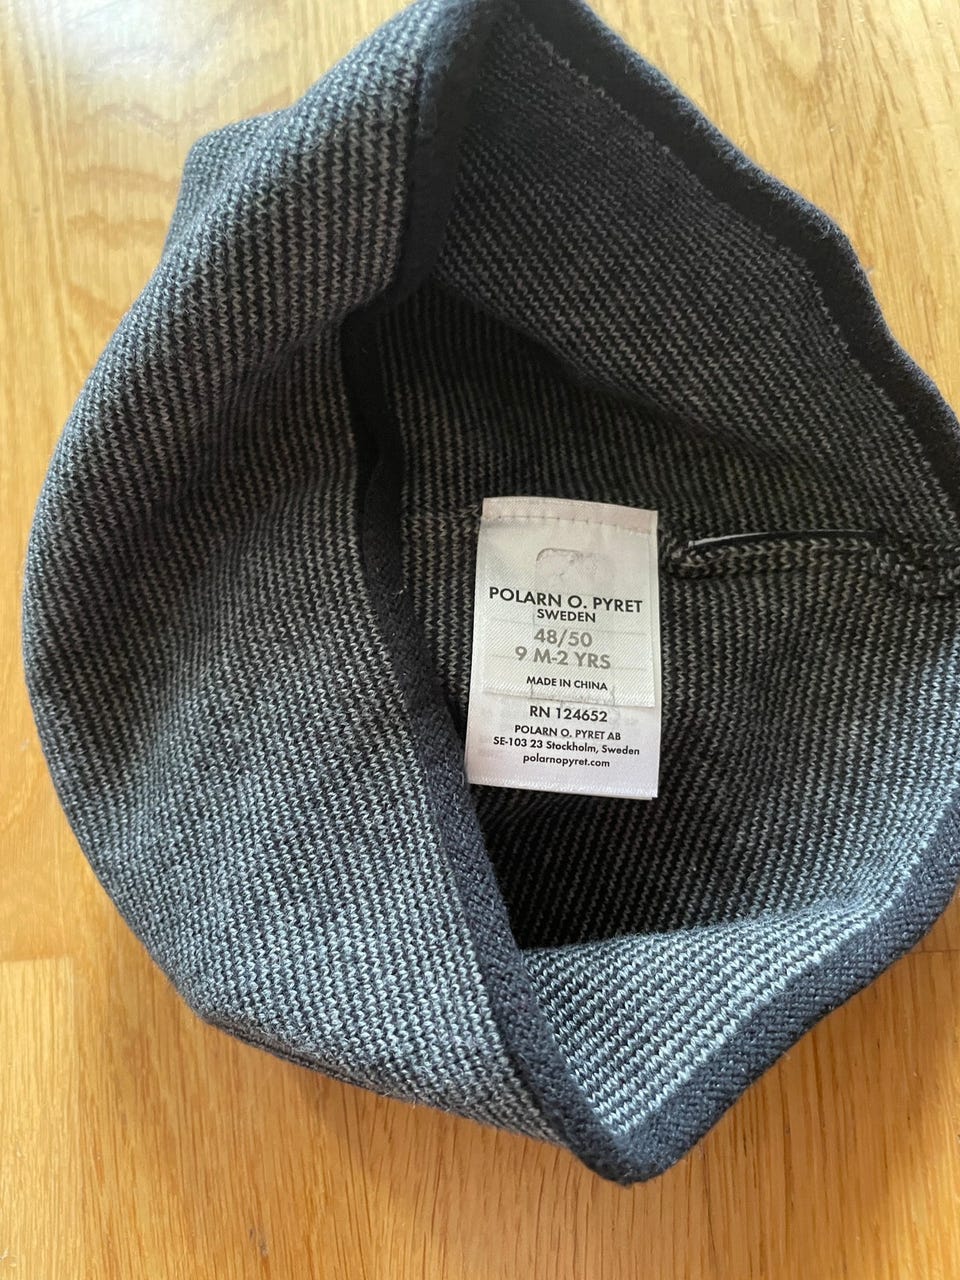 POLARN O. PYRET
SWEDEN
48/50
9 M-2 YRS
MADE IN CHINA
RN 124652
POLARN O. PYRET AB
SE-103 23 Stockholm, Sweden
polarnopyret.com